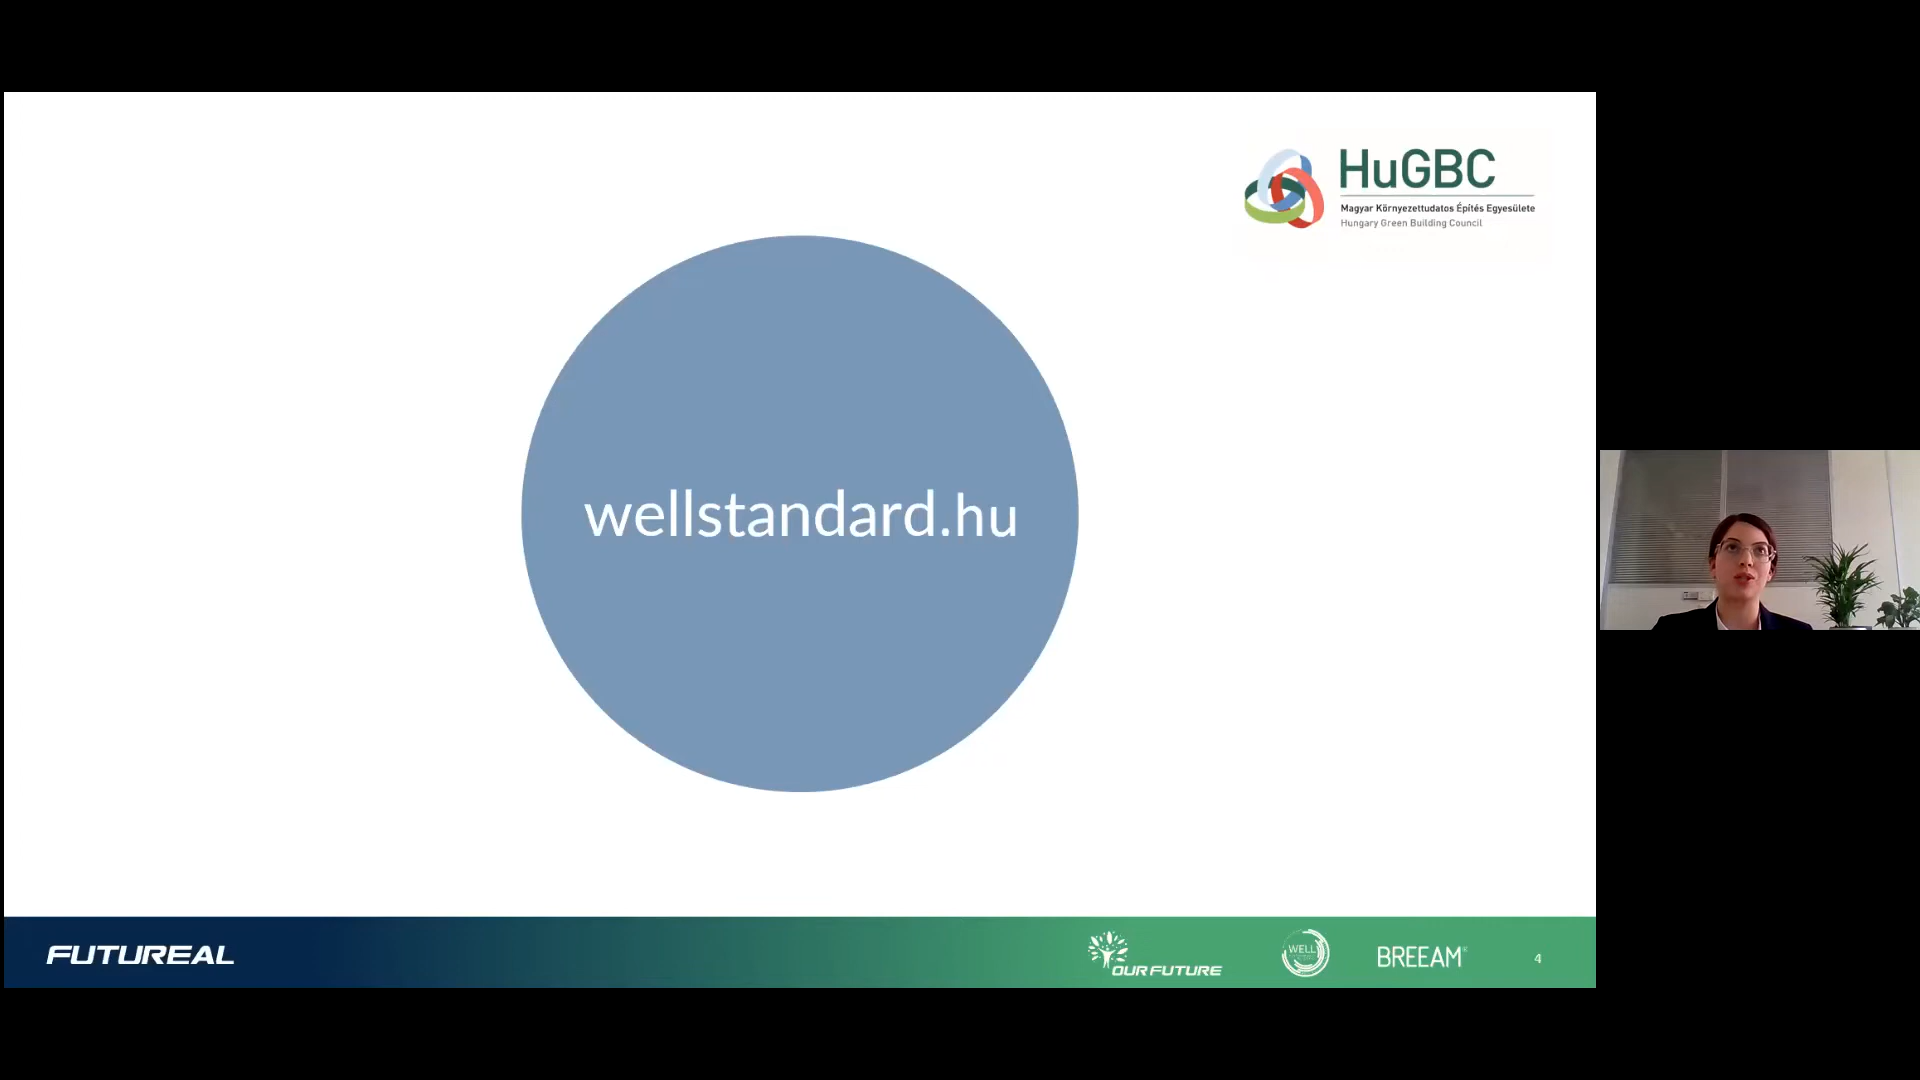 HuGBC
Magyar Környezettudatos Építés Egyesülete
Hungary Green Building Council
wellstandard.hu
FUTUREAL
OUR FUTURE
WELL
BREEAM®
4